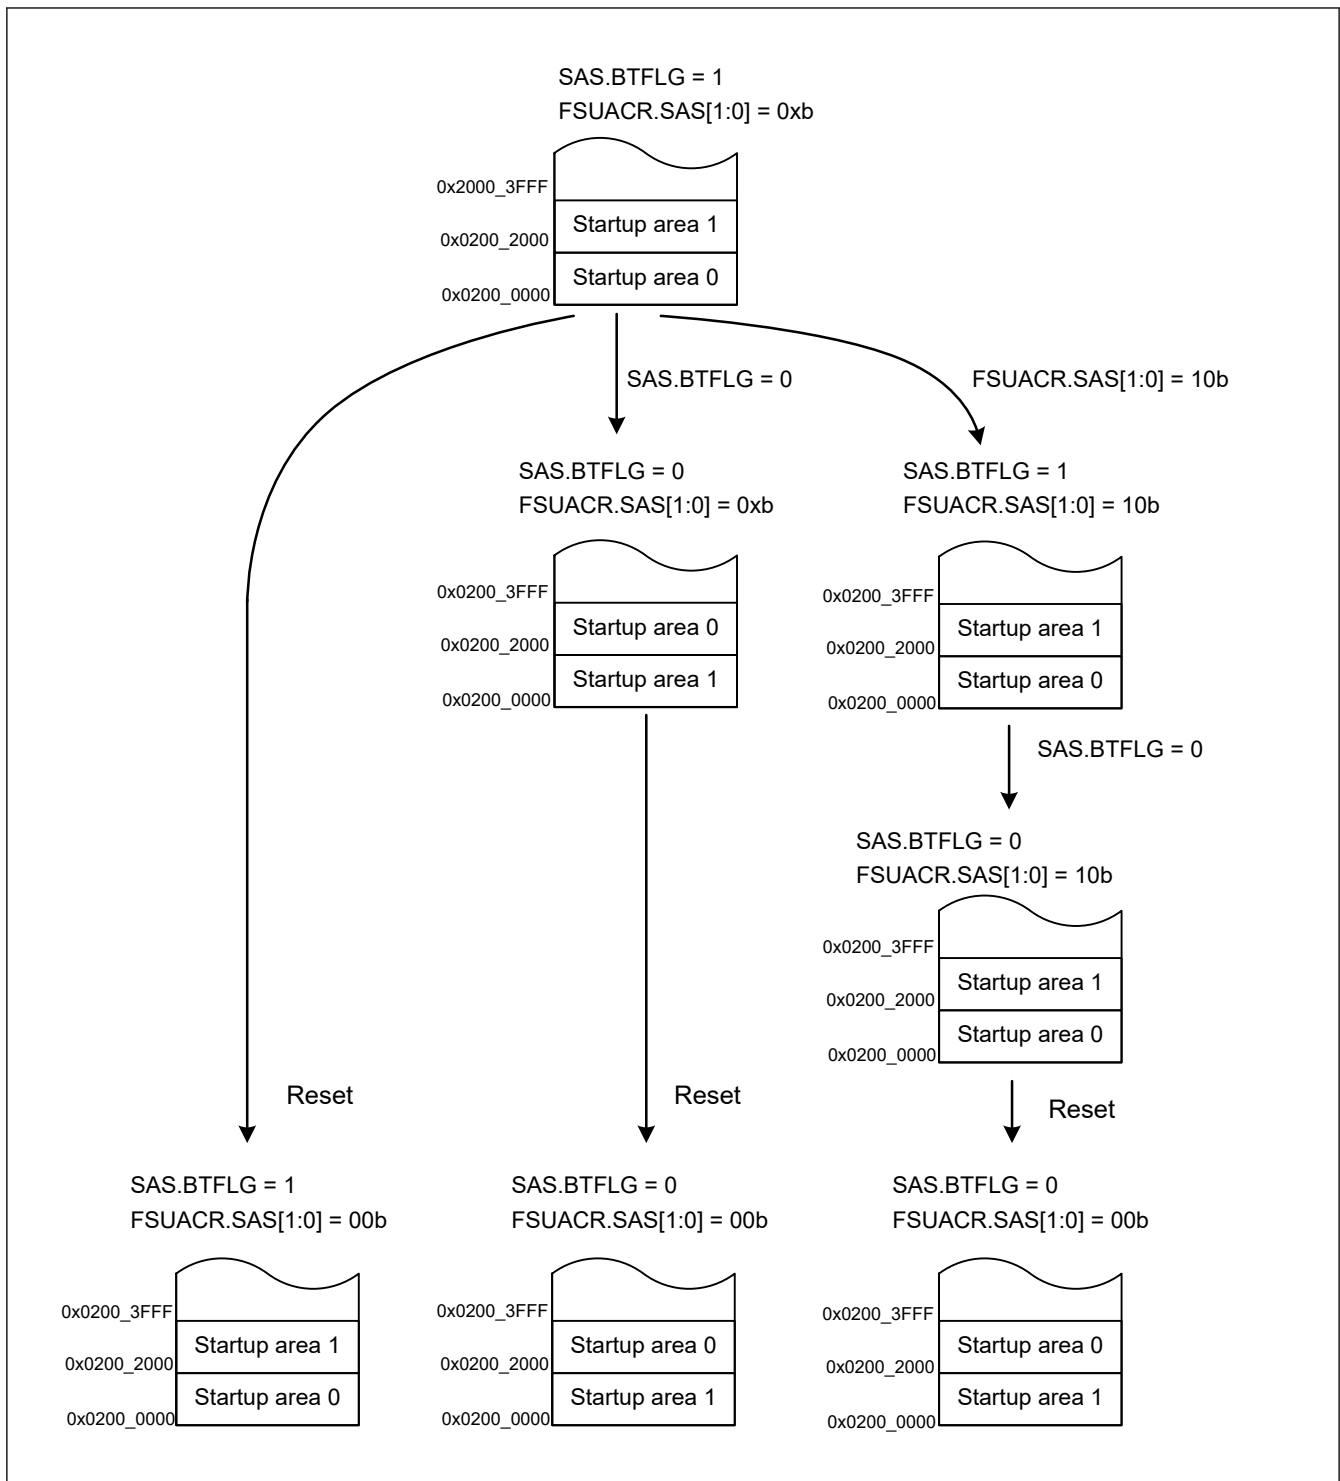 SAS.BTFLG = 1
FSUACR.SAS[1:0] = 0xb
0x2000_3FFF
Startup area 1
0x0200_2000
Startup area 0
0x0200_0000
SAS.BTFLG = 0
FSUACR.SAS[1:0] = 10b
SAS.BTFLG = 0
FSUACR.SAS[1:0] = 0xb
0x0200_3FFF
Startup area 0
0x0200_2000
Startup area 1
0x0200_0000
SAS.BTFLG = 1
FSUACR.SAS[1:0] = 10b
0x0200_3FFF
Startup area 1
0x0200_2000
Startup area 0
0x0200_0000
SAS.BTFLG = 0
SAS.BTFLG = 0
FSUACR.SAS[1:0] = 10b
0x0200_3FFF
Startup area 1
0x0200_2000
Startup area 0
0x0200_0000
Reset
Reset
Reset
SAS.BTFLG = 1
FSUACR.SAS[1:0] = 00b
0x0200_3FFF
Startup area 1
0x0200_2000
Startup area 0
0x0200_0000
SAS.BTFLG = 0
FSUACR.SAS[1:0] = 00b
0x0200_3FFF
Startup area 0
0x0200_2000
Startup area 1
0x0200_0000
SAS.BTFLG = 0
FSUACR.SAS[1:0] = 00b
0x0200_3FFF
Startup area 0
0x0200_2000
Startup area 1
0x0200_0000